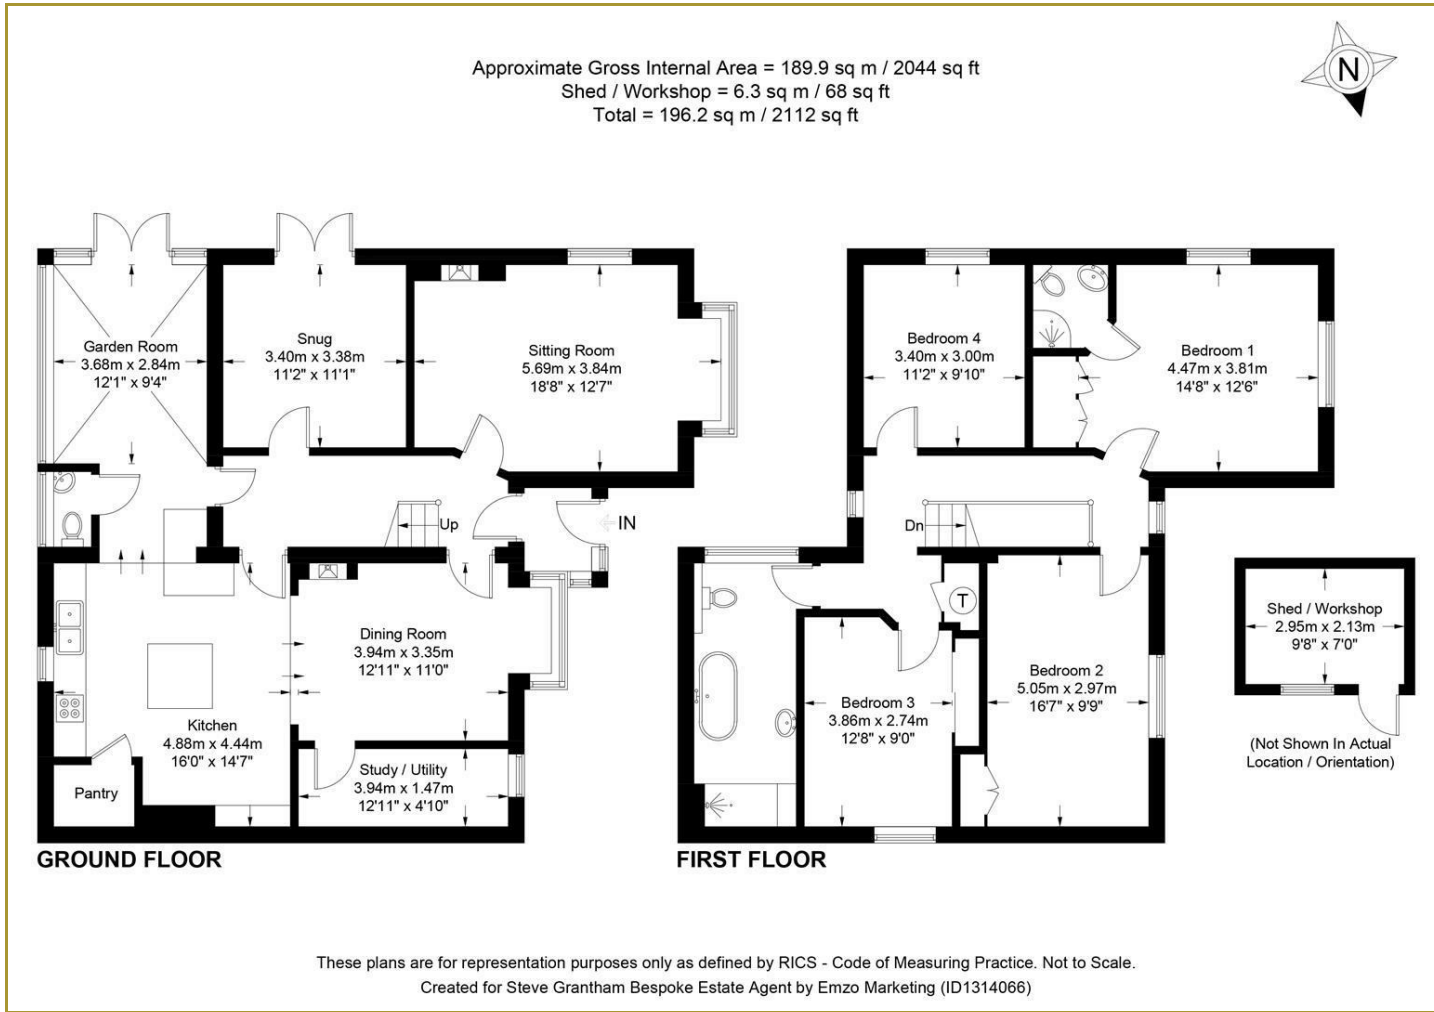 Approximate Gross Internal Area = 189.9 sq m / 2044 sq ft
Shed / Workshop = 6.3 sq m / 68 sq ft
Total = 196.2 sq m / 2112 sq ft
N
Garden Room
3.68m x 2.84m
12'1" x 9'4"
Snug
3.40m x 3.38m
11'2" x 11'1"
Sitting Room
5.69m x 3.84m
18'8" x 12'7"
Up
IN
Dining Room
3.94m x 3.35m
12'11" x 11'0"
Kitchen
4.88m x 4.44m
16'0" x 14'7"
Study / Utility
3.94m x 1.47m
12'11" x 4'10"
Pantry
GROUND FLOOR
Bedroom 4
3.40m x 3.00m
11'2" x 9'10"
Bedroom 1
4.47m x 3.81m
14'8" x 12'6"
Dn
T
Bedroom 2
5.05m x 2.97m
16'7" x 9'9"
Bedroom 3
3.86m x 2.74m
12'8" x 9'0"
FIRST FLOOR
Shed / Workshop
2.95m x 2.13m
9'8" x 7'0"
(Not Shown In Actual
Location / Orientation)
These plans are for representation purposes only as defined by RICS - Code of Measuring Practice. Not to Scale.
Created for Steve Grantham Bespoke Estate Agent by Emzo Marketing (ID1314066)